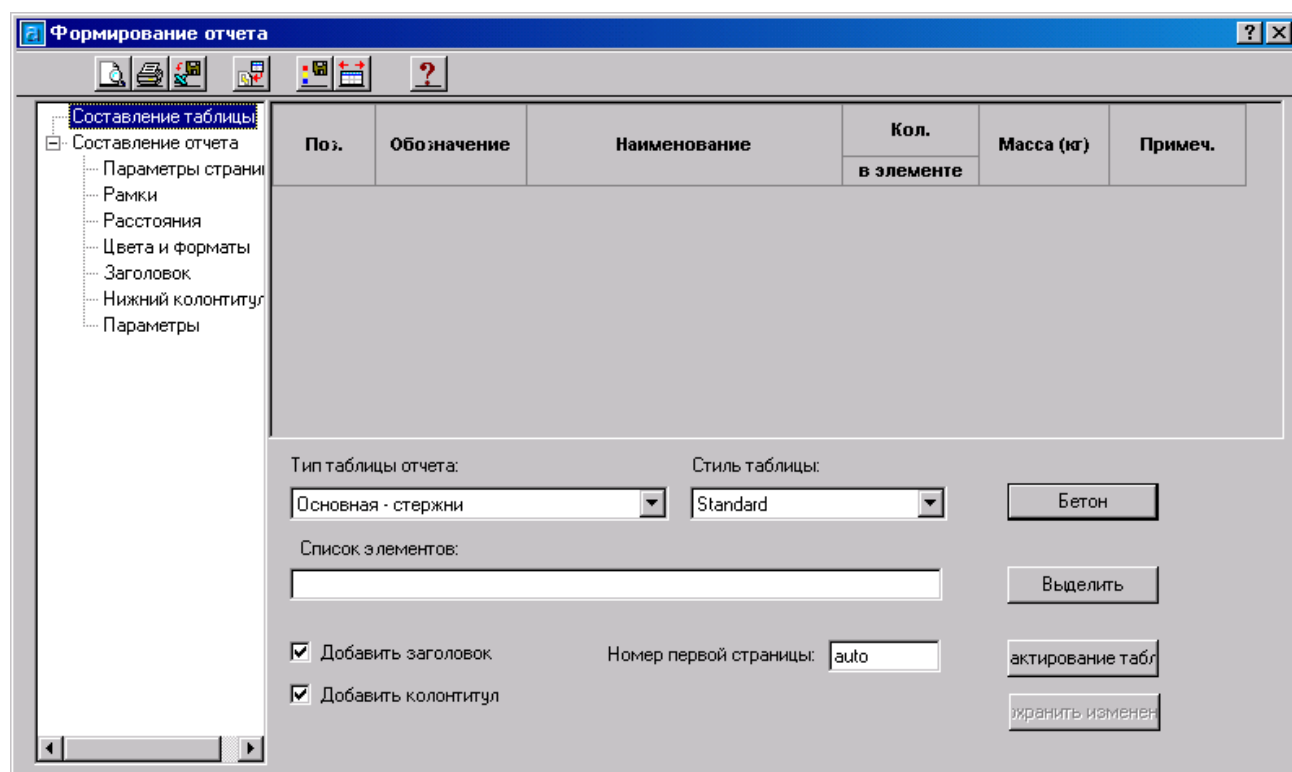 Формирование отчета
Составление таблицы
Составление отчета
Параметры страни
Рамки
Расстояния
Цвета и форматы
Заголовок
Нижний колонтитул
Параметры
Поз. Обозначение Наименование Кол. Масса (кг) Примеч.
в элементе
Тип таблицы отчета: Стиль таблицы:
Основная - стержни Standard Бетон
Список элементов:
Выделить
Добавить заголовок Номер первой страницы: auto актирование табл
Добавить колонтитул
охранить изменен